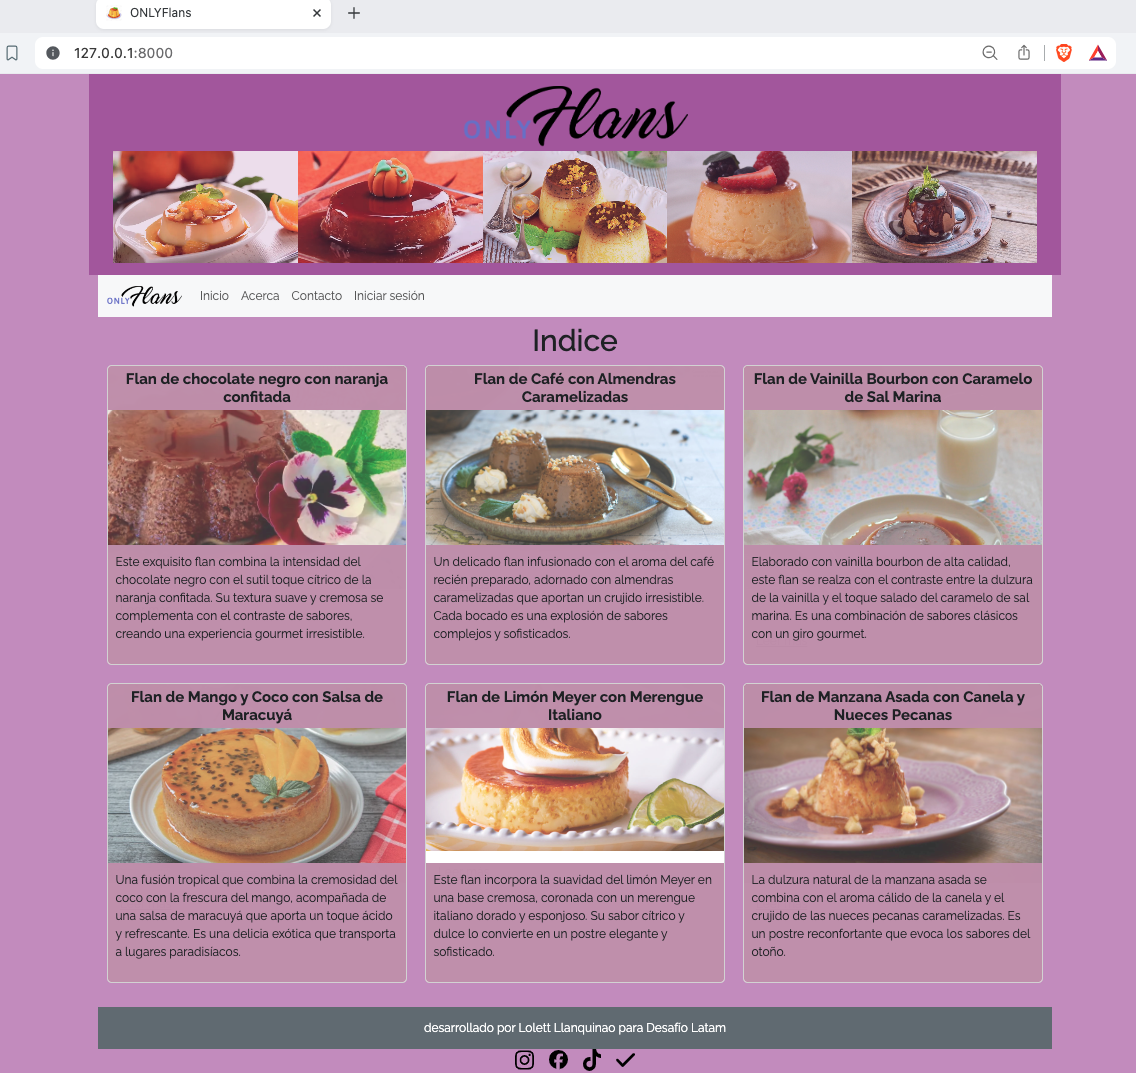 ONLYFlans
127.0.0.1:8000
ONLY Flans
ONLY Flans Inicio Acerca Contacto Iniciar sesión
Indice
Flan de chocolate negro con naranja
confitada
Este exquisito flan combina la intensidad del
chocolate negro con el sutil toque cítrico de la
naranja confitada. Su textura suave y cremosa se
complementa con el contraste de sabores,
creando una experiencia gourmet irresistible.
Flan de Café con Almendras
Caramelizadas
Un delicado flan infusionado con el aroma del café
recién preparado, adornado con almendras
caramelizadas que aportan un crujido irresistible.
Cada bocado es una explosión de sabores
complejos y sofisticados.
Flan de Vainilla Bourbon con Caramelo
de Sal Marina
Elaborado con vainilla bourbon de alta calidad,
este flan se realza con el contraste entre la dulzura
de la vainilla y el toque salado del caramelo de sal
marina. Es una combinación de sabores clásicos
con un giro gourmet.
Flan de Mango y Coco con Salsa de
Maracuyá
Una fusión tropical que combina la cremosidad del
coco con la frescura del mango, acompañada de
una salsa de maracuyá que aporta un toque ácido
y refrescante. Es una delicia exótica que transporta
a lugares paradisíacos.
Flan de Limón Meyer con Merengue
Italiano
Este flan incorpora la suavidad del limón Meyer en
una base cremosa, coronada con un merengue
italiano dorado y esponjoso. Su sabor cítrico y
dulce lo convierte en un postre elegante y
sofisticado.
Flan de Manzana Asada con Canela y
Nueces Pecanas
La dulzura natural de la manzana asada se
combina con el aroma cálido de la canela y el
crujido de las nueces pecanas caramelizadas. Es
un postre reconfortante que evoca los sabores del
otoño.
desarrollado por Lolett Llanquinao para Desafío Latam